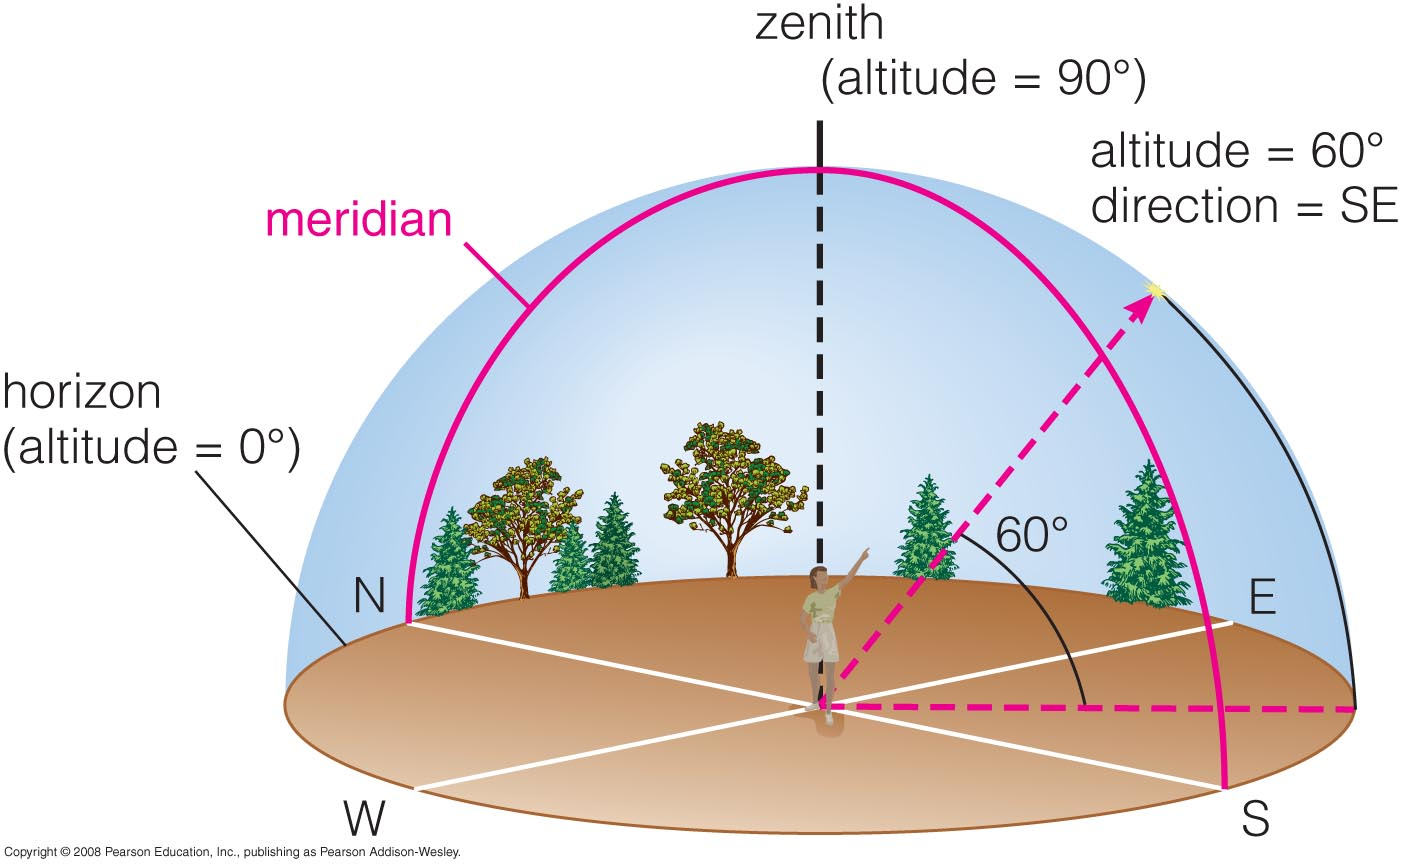 zenith
(altitude = 90°)
altitude = 60°
direction = SE
meridian
horizon
(altitude = 0°)
60°
N
E
W
S
Copyright © 2008 Pearson Education, Inc., publishing as Pearson Addison-Wesley.